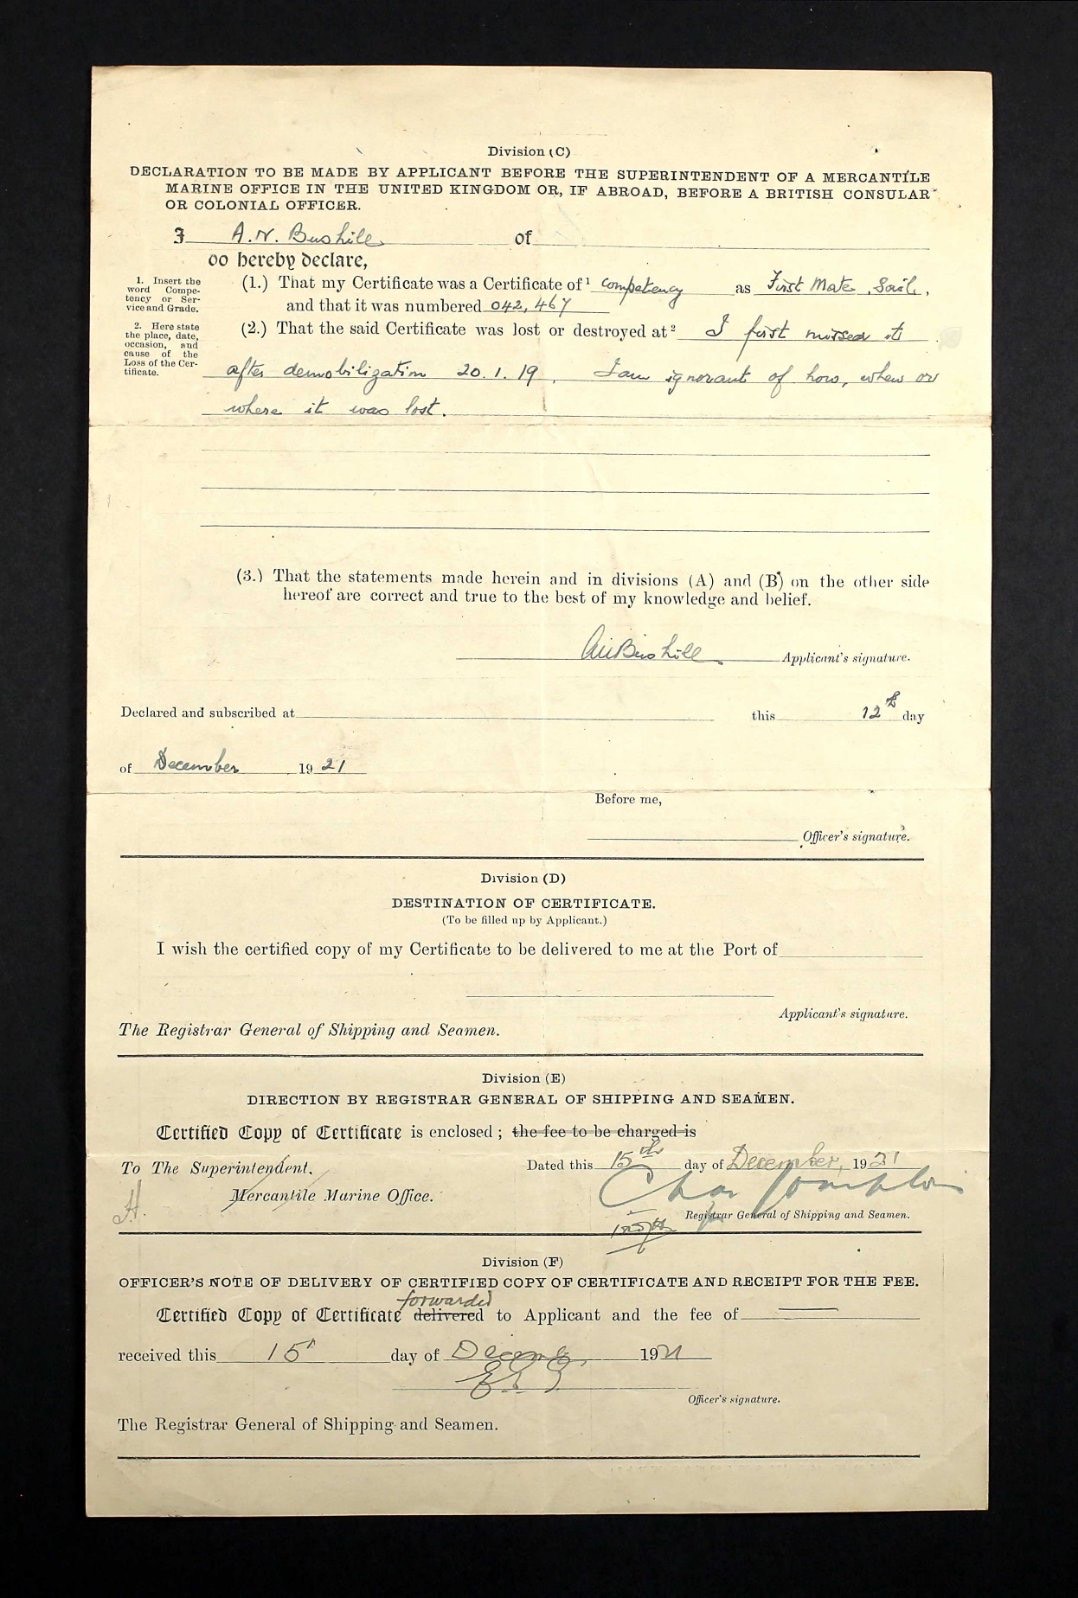 Division (C)
DECLARATION TO BE MADE BY APPLICANT BEFORE THE SUPERINTENDENT OF A MERCANTILE
MARINE OFFICE IN THE UNITED KINGDOM OR, IF ABROAD, BEFORE A BRITISH CONSULAR
OR COLONIAL OFFICER.
I A.W. Bushill of
Do hereby declare,
1. Insert the
word Compe-
tency or Ser-
vice and Grade.
(1.) That my Certificate was a Certificate of¹ competency as First Mate, Sail,
and that it was numbered 042,467
2. Here state
the place, date,
occasion, and
cause of the
Loss of the Cer-
tificate.
(2.) That the said Certificate was lost or destroyed at² I first missed it
after demobilization 20.1.19, I am ignorant of how, when or
where it was lost.
(3.) That the statements made herein and in divisions (A) and (B) on the other side
hereof are correct and true to the best of my knowledge and belief.
AWBushill Applicant's signature.
Declared and subscribed at this 12th day
of December 1921
Before me,
Officer's signature.
Division (D)
DESTINATION OF CERTIFICATE.
(To be filled up by Applicant.)
I wish the certified copy of my Certificate to be delivered to me at the Port of
Applicant's signature.
The Registrar General of Shipping and Seamen.
Division (E)
DIRECTION BY REGISTRAR GENERAL OF SHIPPING AND SEAMEN.
Certified Copy of Certificate is enclosed; the fee to be charged is
Dated this 15th day of December, 1921
To The Superintendent.
Mercantile Marine Office.
H.
Registrar General of Shipping and Seamen.
Division (F)
OFFICER'S NOTE OF DELIVERY OF CERTIFIED COPY OF CERTIFICATE AND RECEIPT FOR THE FEE.
forwarded
Certified Copy of Certificate delivered to Applicant and the fee of
received this 15 day of December 1921
Officer's signature.
The Registrar General of Shipping and Seamen.